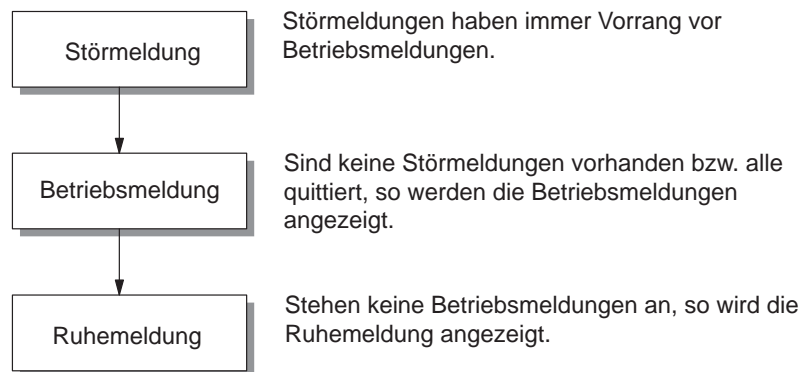 Störmeldung
Störmeldungen haben immer Vorrang vor
Betriebsmeldungen.
Betriebsmeldung
Sind keine Störmeldungen vorhanden bzw. alle
quittiert, so werden die Betriebsmeldungen
angezeigt.
Ruhemeldung
Stehen keine Betriebsmeldungen an, so wird die
Ruhemeldung angezeigt.